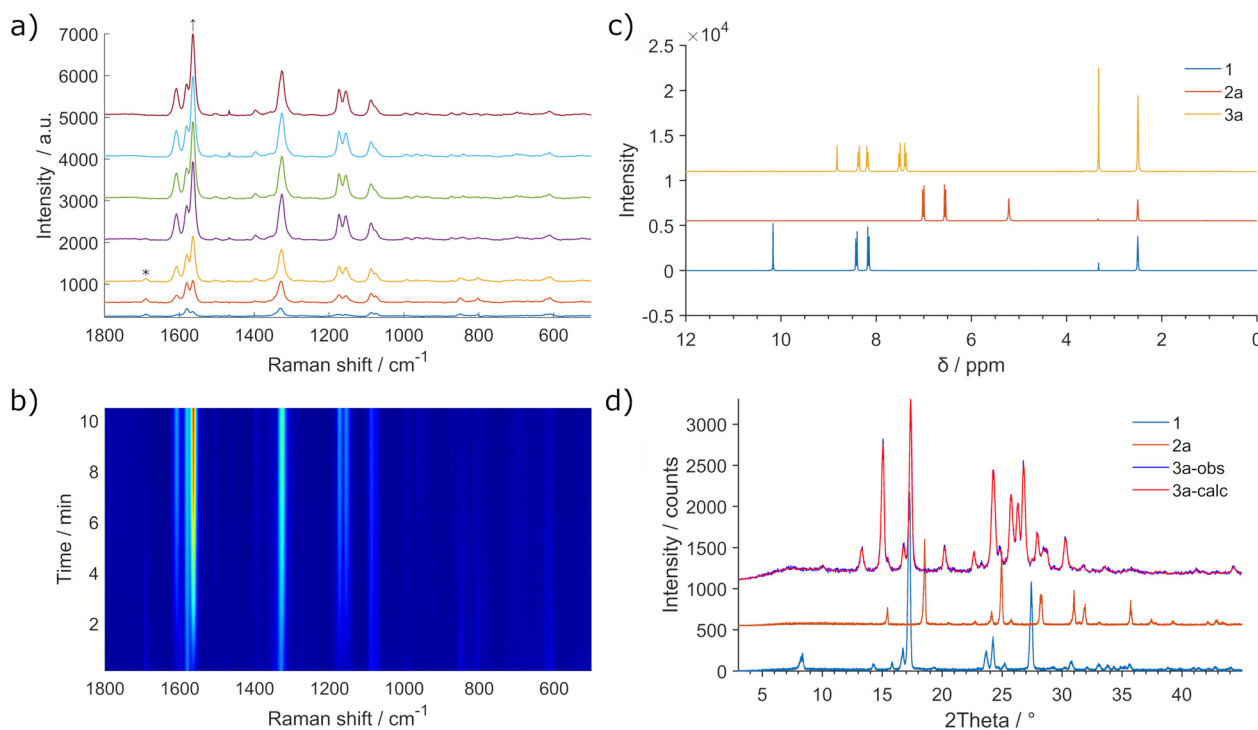 a)
↑
7000
6000
5000
4000
3000
2000
1000
*
Intensity / a.u.
1800 1600 1400 1200 1000 800 600
Raman shift / cm-1
b)
10
8
6
4
2
Time / min
1800 1600 1400 1200 1000 800 600
Raman shift / cm-1
c)
×10⁴
2.5
2
1.5
1
0.5
0
-0.5
Intensity
1
2a
3a
12 10 8 6 4 2 0
δ / ppm
d)
3000
2500
2000
1500
1000
500
0
Intensity / counts
1
2a
3a-obs
3a-calc
5 10 15 20 25 30 35 40
2Theta / °